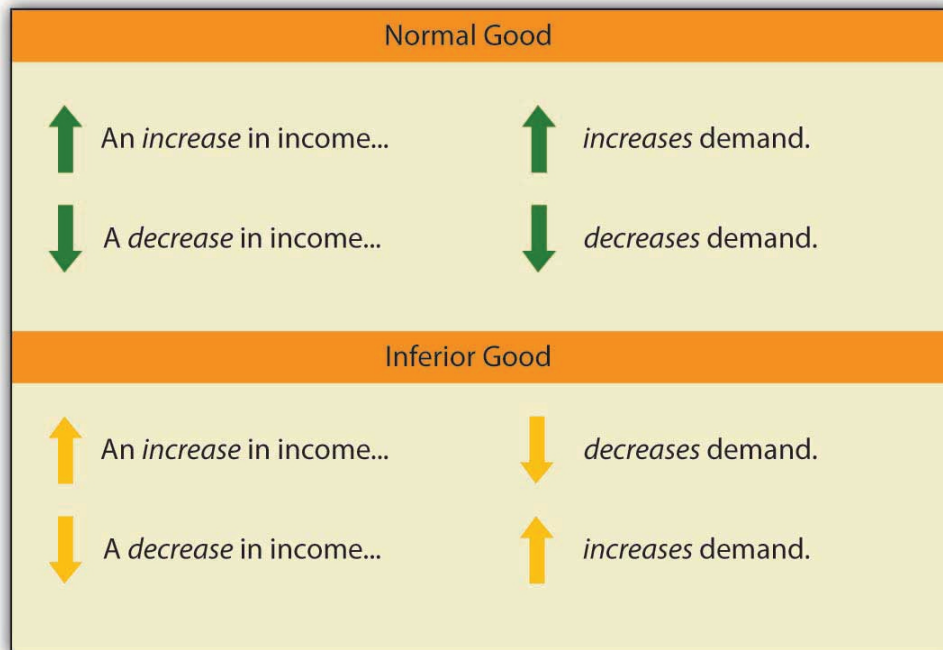 Normal Good
An increase in income... increases demand.
A decrease in income... decreases demand.
Inferior Good
An increase in income... decreases demand.
A decrease in income... increases demand.